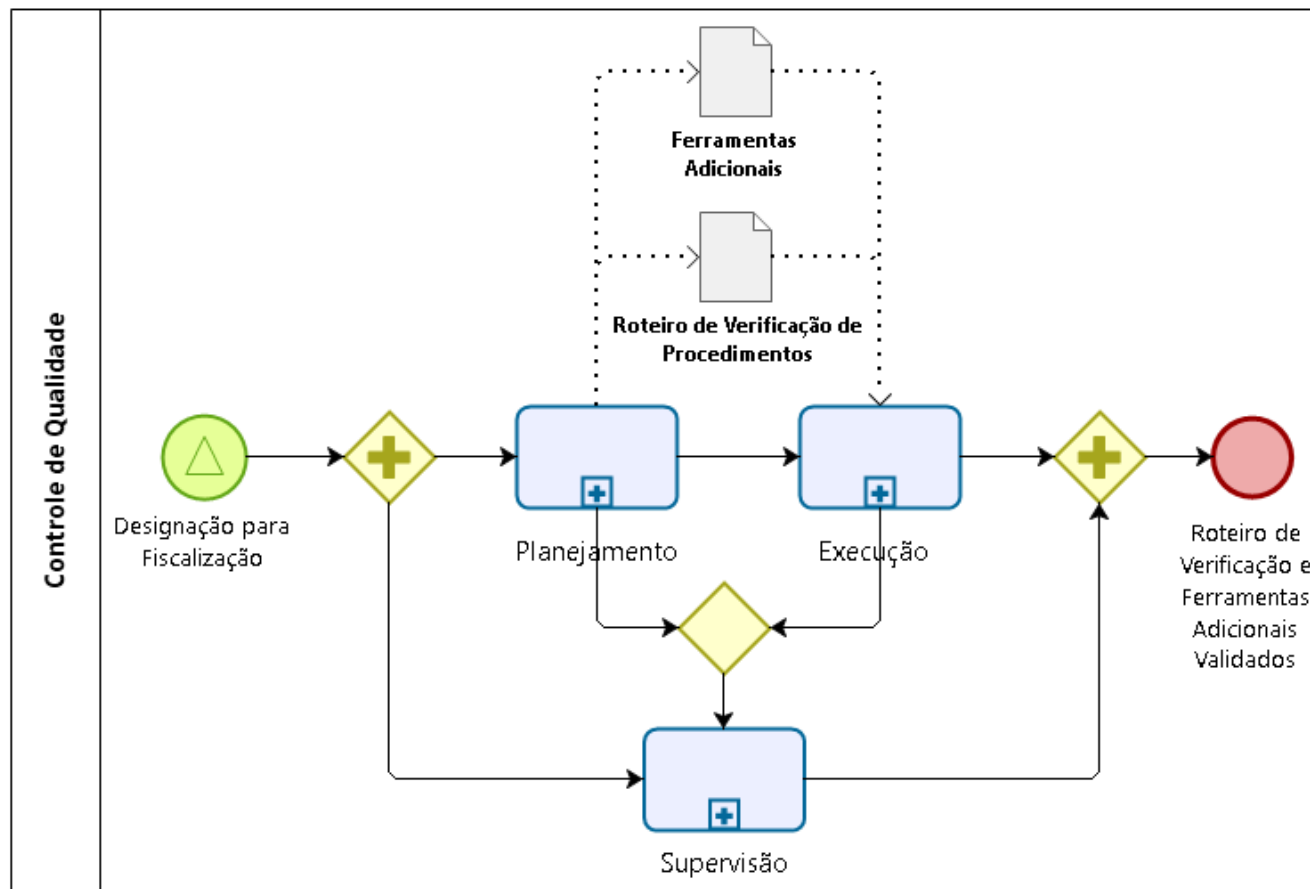 Controle de Qualidade
Ferramentas
Adicionais
Roteiro de Verificação de
Procedimentos
Designação para
Fiscalização
Planejamento
Execução
Roteiro de
Verificação e
Ferramentas
Adicionais
Validados
Supervisão